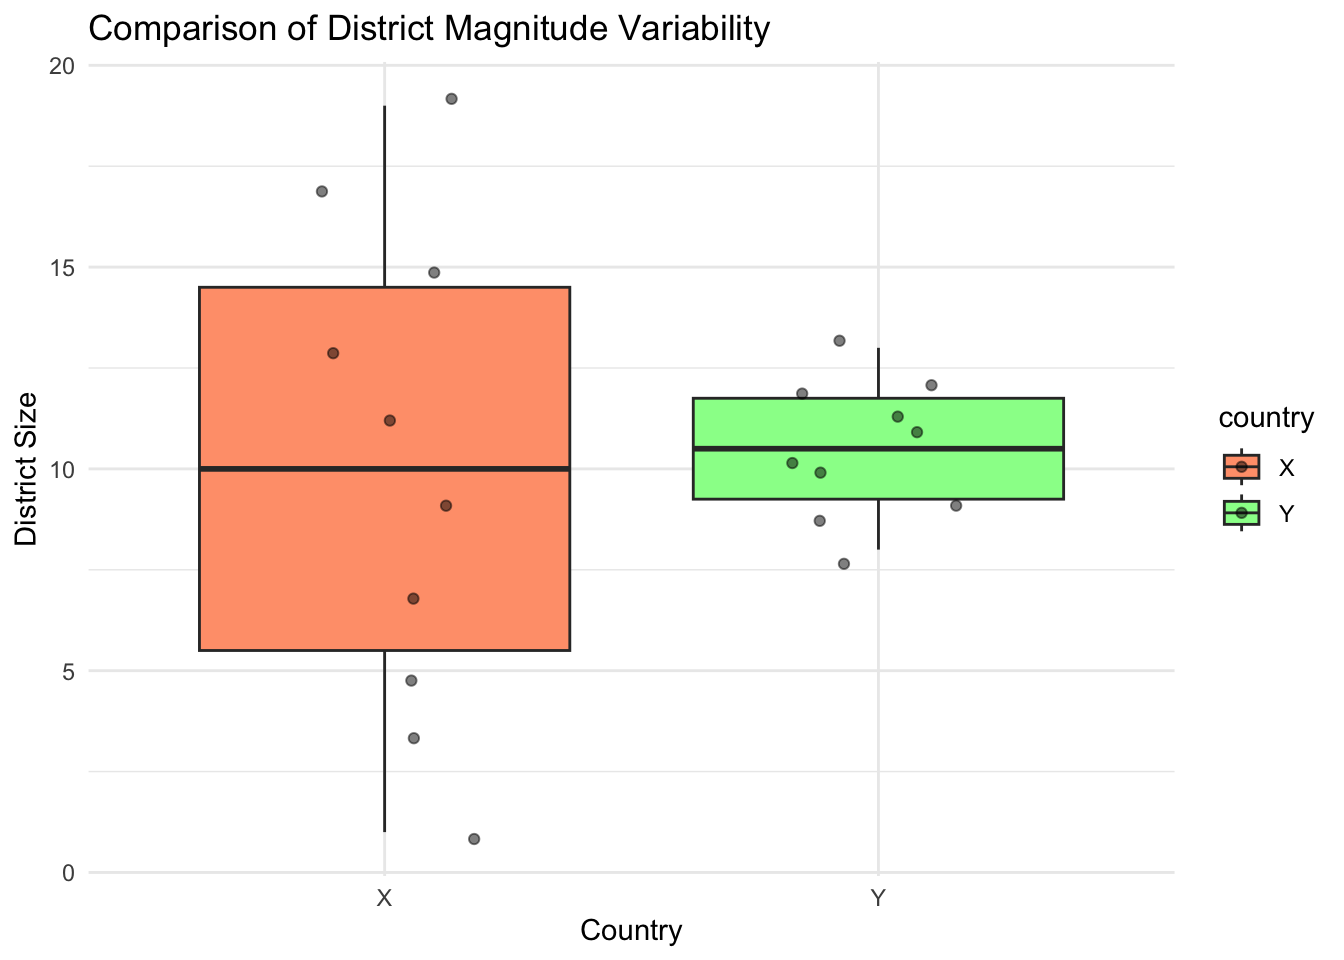 Comparison of District Magnitude Variability
20
15
10
5
0
District Size
X
Y
Country
country
X
Y